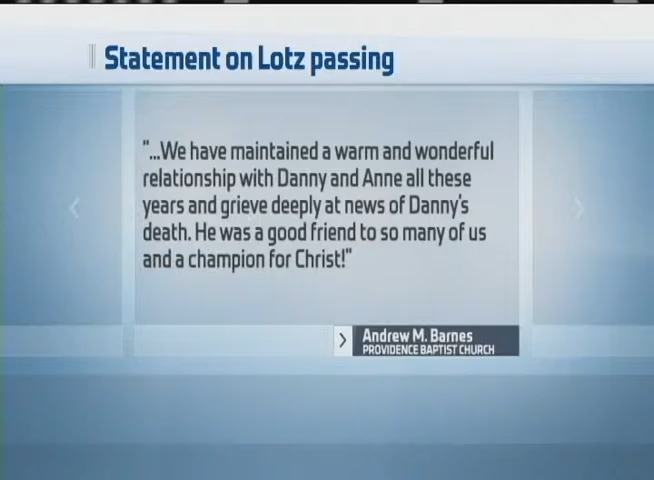 Statement on Lotz passing
"...We have maintained a warm and wonderful
relationship with Danny and Anne all these
years and grieve deeply at news of Danny's
death. He was a good friend to so many of us
and a champion for Christ!"
Andrew M. Barnes
PROVIDENCE BAPTIST CHURCH